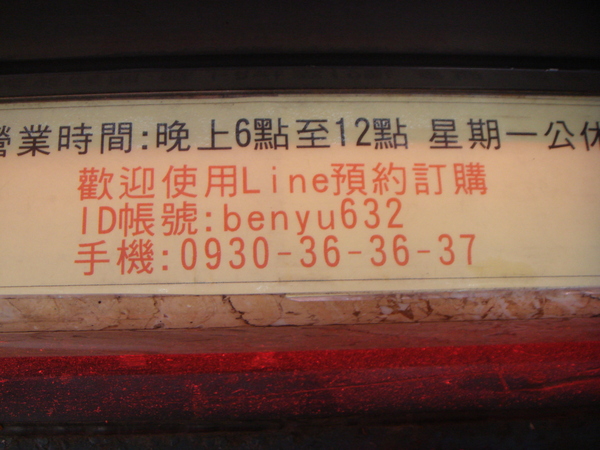 營業時間:晚上6點至12點 星期一公休
歡迎使用Line預約訂購
ID帳號:benyu632
手機:0930-36-36-37